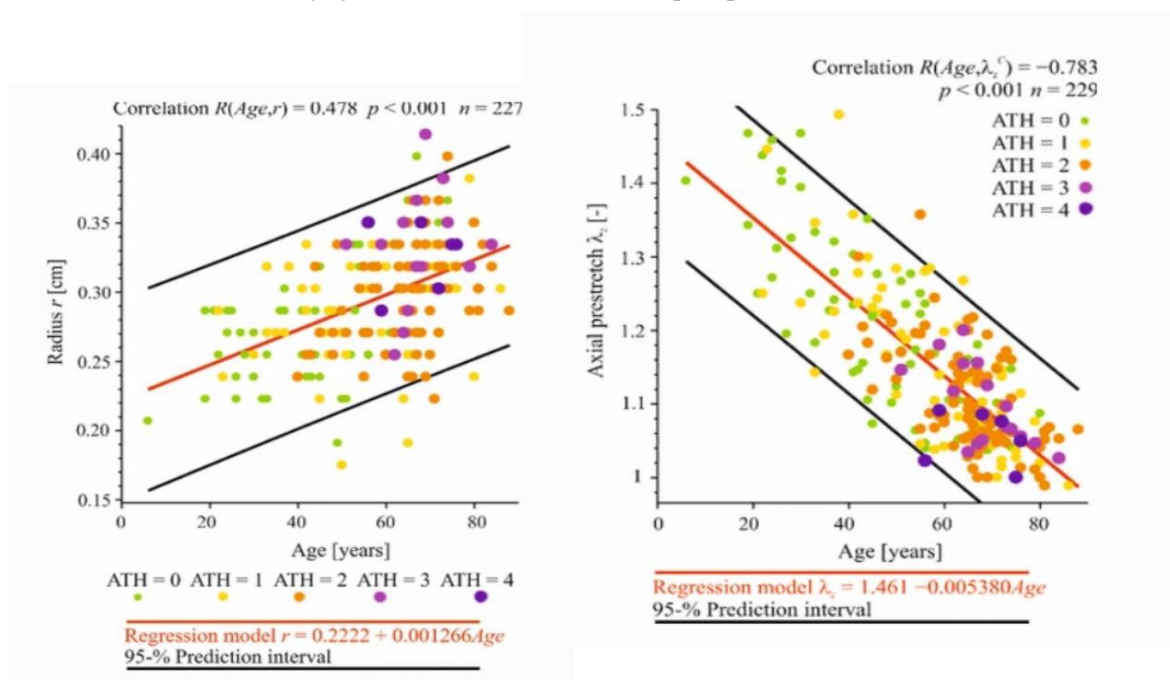 Correlation R(Age,r) = 0.478 p < 0.001 n = 227
0.40
0.35
0.30
0.25
0.20
0.15
0 20 40 60 80
Radius r [cm]
Age [years]
ATH = 0 ATH = 1 ATH = 2 ATH = 3 ATH = 4
Regression model r = 0.2222 + 0.001266Age
95-% Prediction interval
Correlation R(Age,λ_z^C) = −0.783
p < 0.001 n = 229
ATH = 0
ATH = 1
ATH = 2
ATH = 3
ATH = 4
1.5
1.4
1.3
1.2
1.1
1
0 20 40 60 80
Axial prestretch λ_z [-]
Age [years]
Regression model λ_z = 1.461 −0.005380Age
95-% Prediction interval